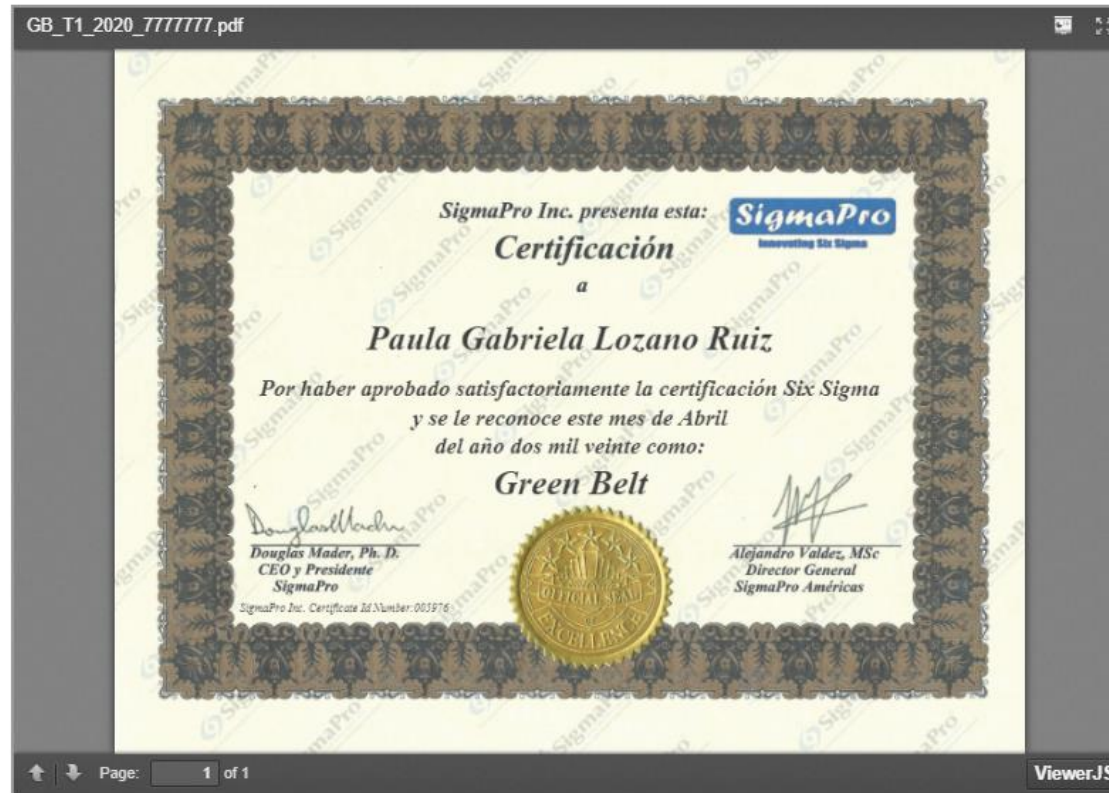 GB_T1_2020_7777777.pdf
SigmaPro Inc. presenta esta:
SigmaPro
Innovating Six Sigma
Certificación
a
Paula Gabriela Lozano Ruiz
Por haber aprobado satisfactoriamente la certificación Six Sigma
y se le reconoce este mes de Abril
del año dos mil veinte como:
Green Belt
Douglas Mader, Ph. D.
CEO y Presidente
SigmaPro
Alejandro Valdez, MSc
Director General
SigmaPro Américas
SigmaPro Inc. Certificate Id Number:005976
OFFICIAL SEAL
OF
EXCELLENCE
Page: 1 of 1
ViewerJS